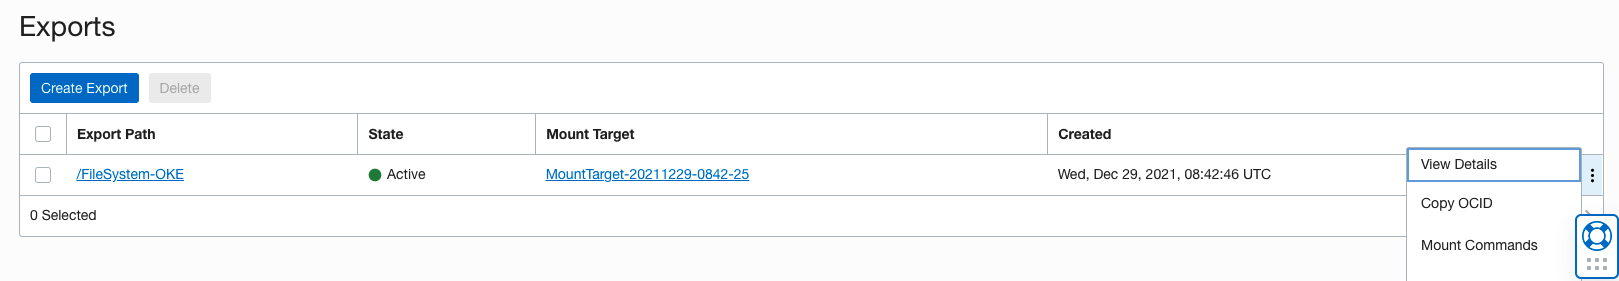 Exports
Create Export Delete
Export Path State Mount Target Created
/FileSystem-OKE Active MountTarget-20211229-0842-25 Wed, Dec 29, 2021, 08:42:46 UTC
View Details
0 Selected
Copy OCID
Mount Commands